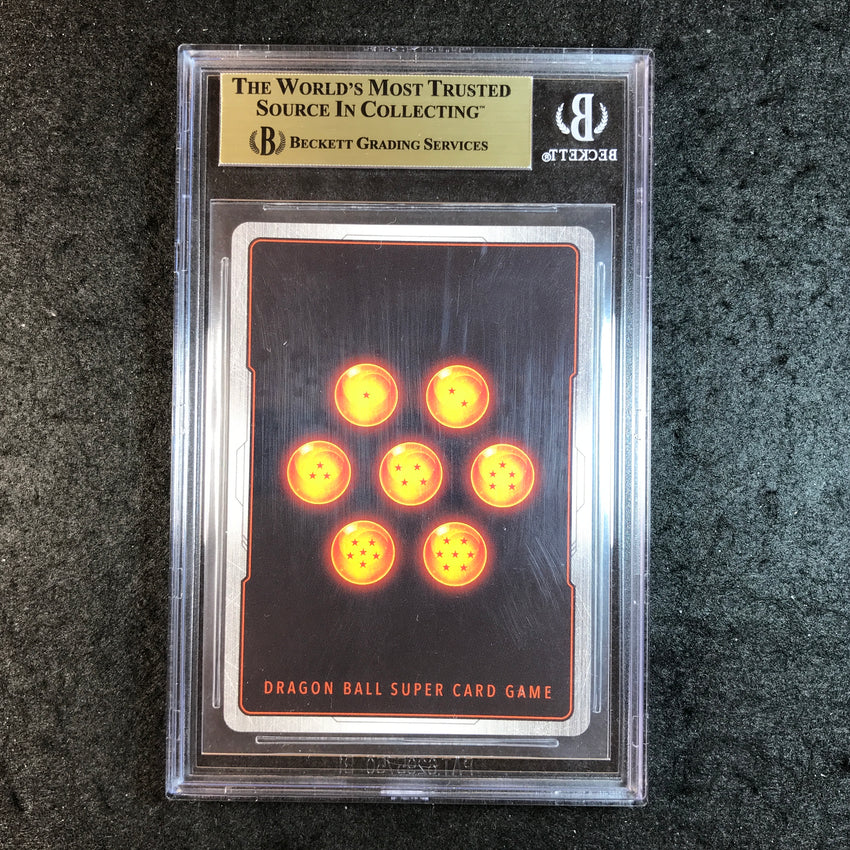 THE WORLD'S MOST TRUSTED
SOURCE IN COLLECTING™
B BECKETT GRADING SERVICES
B
BECKETT®
DRAGON BALL SUPER CARD GAME